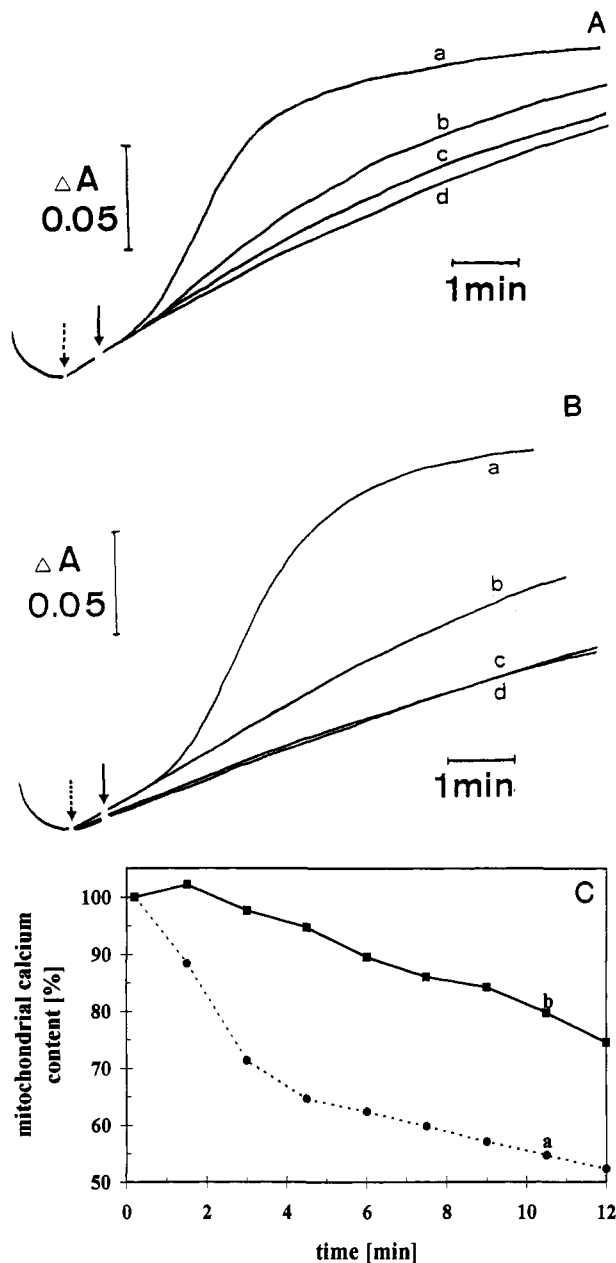 A
a
b
c
d
△ A
0.05
1min
B
a
b
c
d
△ A
0.05
1min
C
100
90
80
70
60
50
mitochondrial calcium
content [%]
b
a
0 2 4 6 8 10 12
time [min]